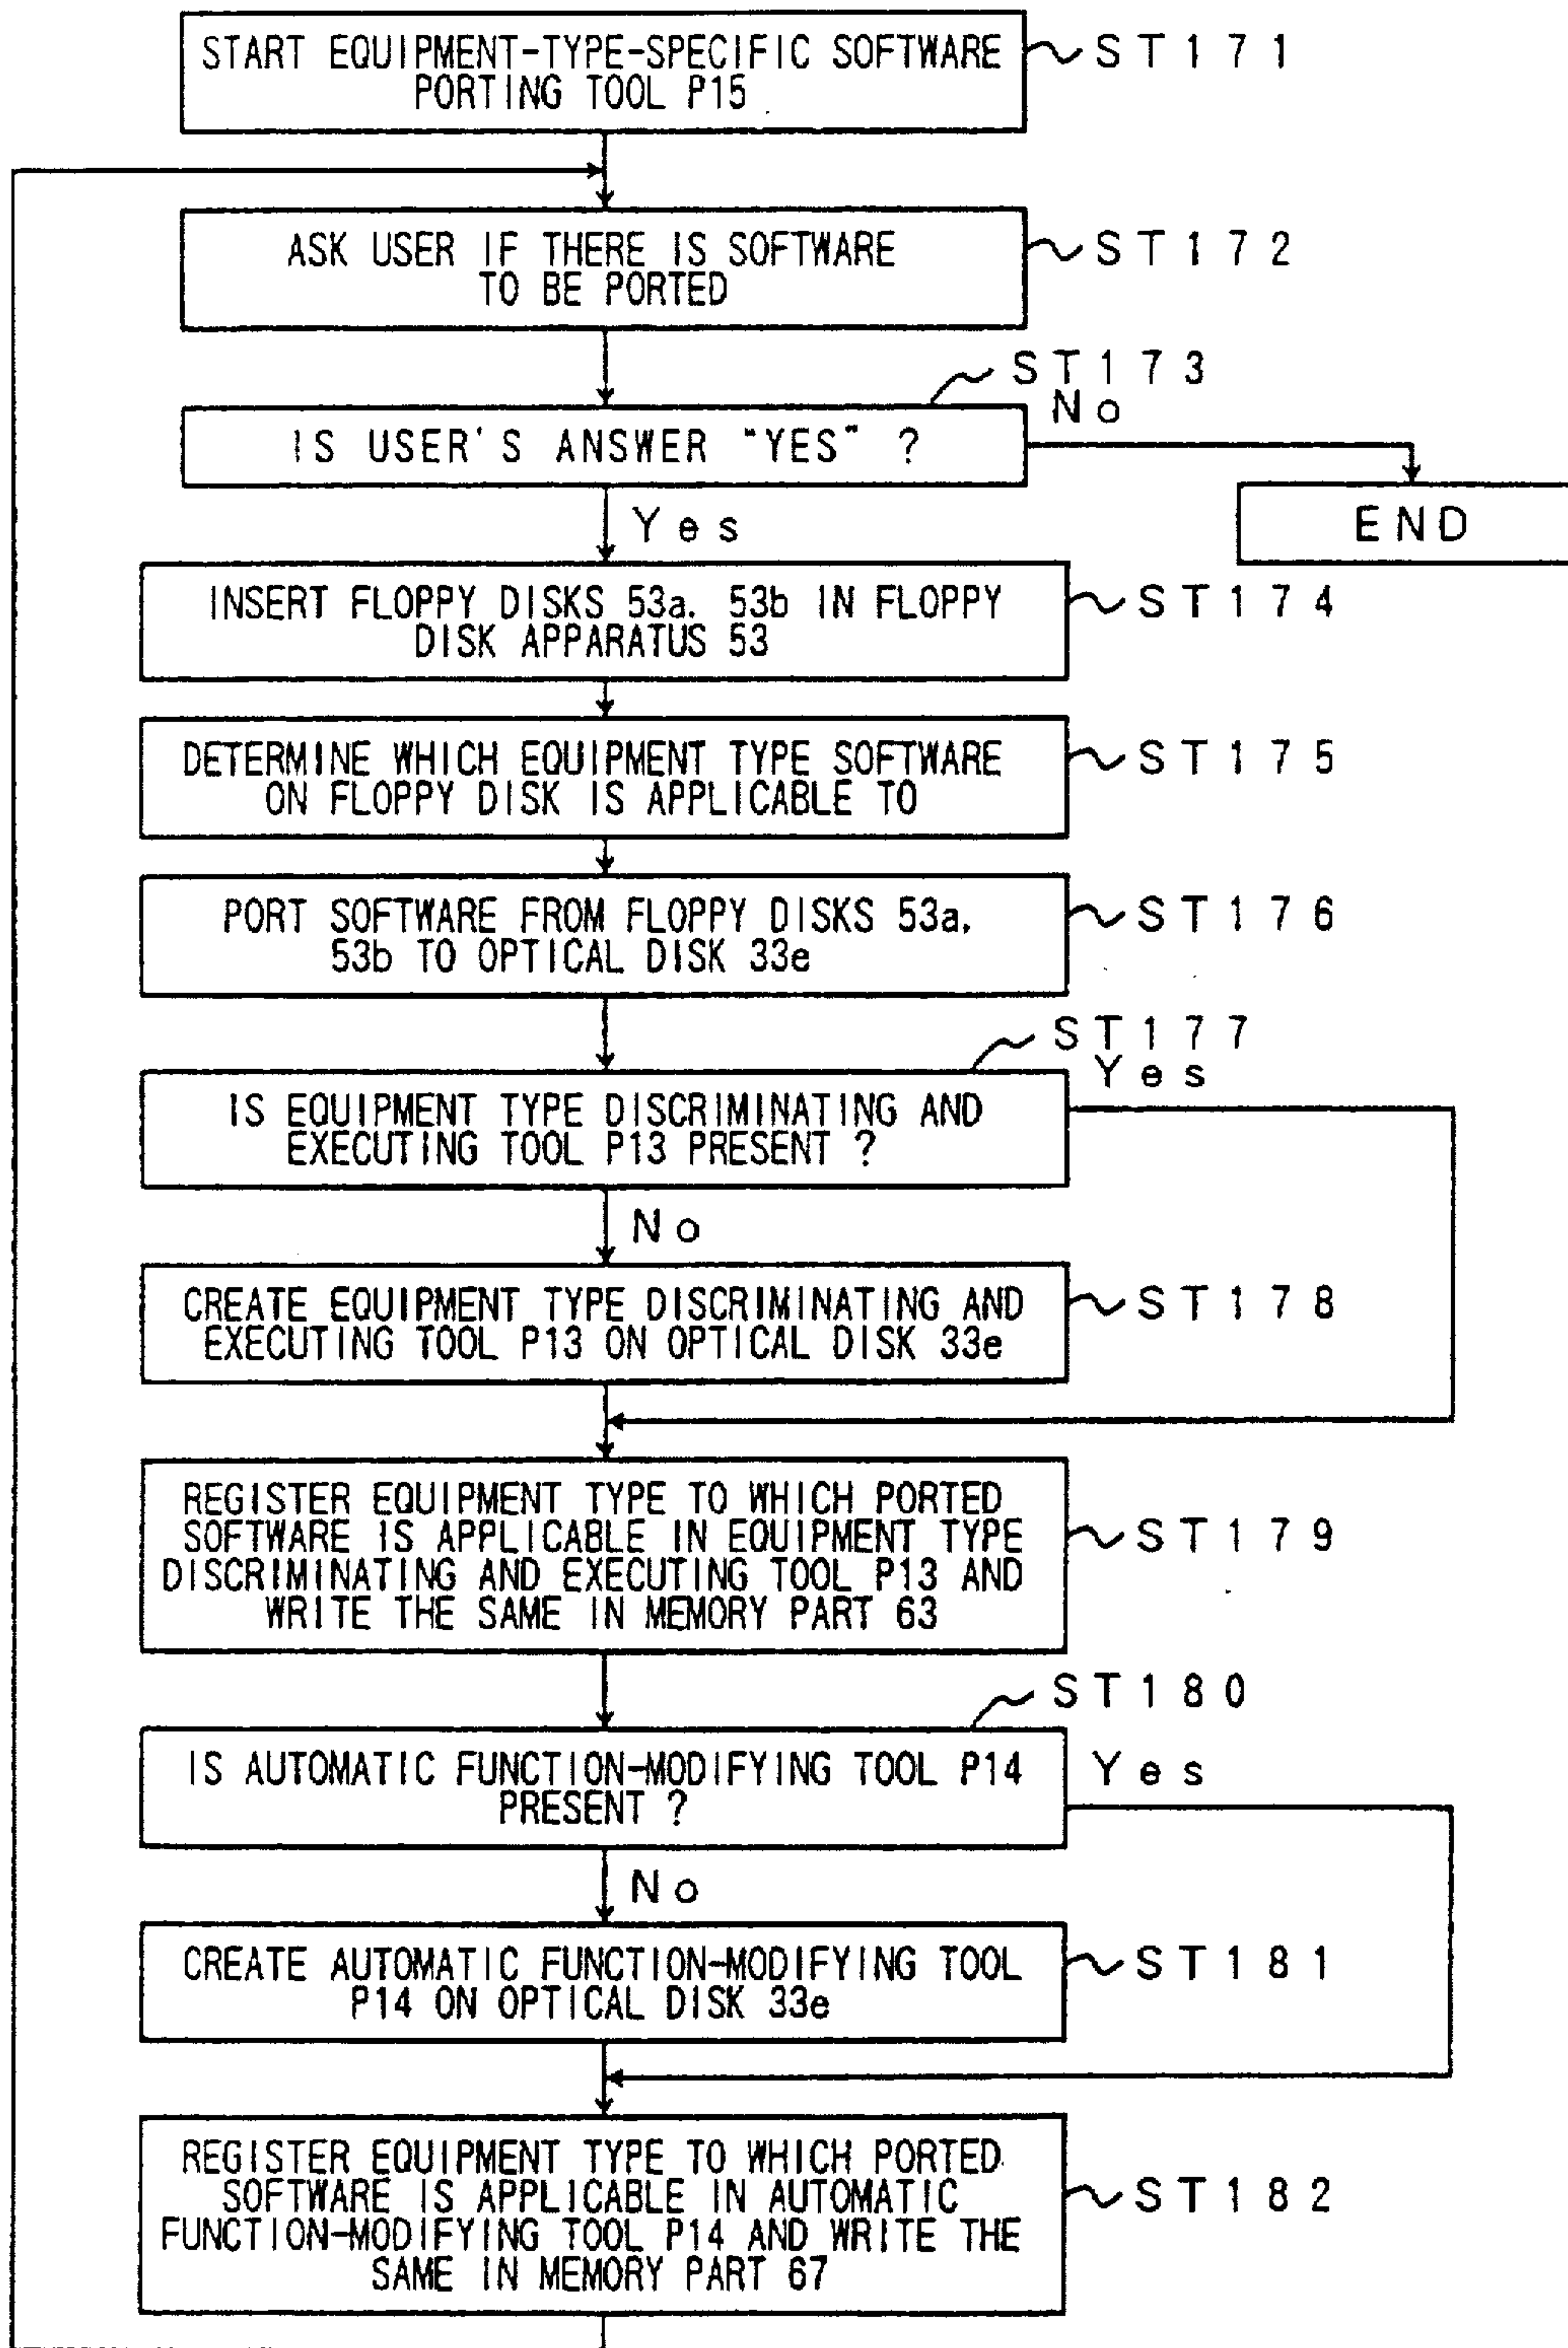 START EQUIPMENT-TYPE-SPECIFIC SOFTWARE
PORTING TOOL P15
ST171
ASK USER IF THERE IS SOFTWARE
TO BE PORTED
ST172
ST173
No
IS USER'S ANSWER "YES" ?
END
Yes
INSERT FLOPPY DISKS 53a. 53b IN FLOPPY
DISK APPARATUS 53
ST174
DETERMINE WHICH EQUIPMENT TYPE SOFTWARE
ON FLOPPY DISK IS APPLICABLE TO
ST175
PORT SOFTWARE FROM FLOPPY DISKS 53a.
53b TO OPTICAL DISK 33e
ST176
ST177
Yes
IS EQUIPMENT TYPE DISCRIMINATING AND
EXECUTING TOOL P13 PRESENT ?
No
CREATE EQUIPMENT TYPE DISCRIMINATING AND
EXECUTING TOOL P13 ON OPTICAL DISK 33e
ST178
REGISTER EQUIPMENT TYPE TO WHICH PORTED
SOFTWARE IS APPLICABLE IN EQUIPMENT TYPE
DISCRIMINATING AND EXECUTING TOOL P13 AND
WRITE THE SAME IN MEMORY PART 63
ST179
ST180
IS AUTOMATIC FUNCTION-MODIFYING TOOL P14
PRESENT ?
Yes
No
CREATE AUTOMATIC FUNCTION-MODIFYING TOOL
P14 ON OPTICAL DISK 33e
ST181
REGISTER EQUIPMENT TYPE TO WHICH PORTED
SOFTWARE IS APPLICABLE IN AUTOMATIC
FUNCTION-MODIFYING TOOL P14 AND WRITE THE
SAME IN MEMORY PART 67
ST182